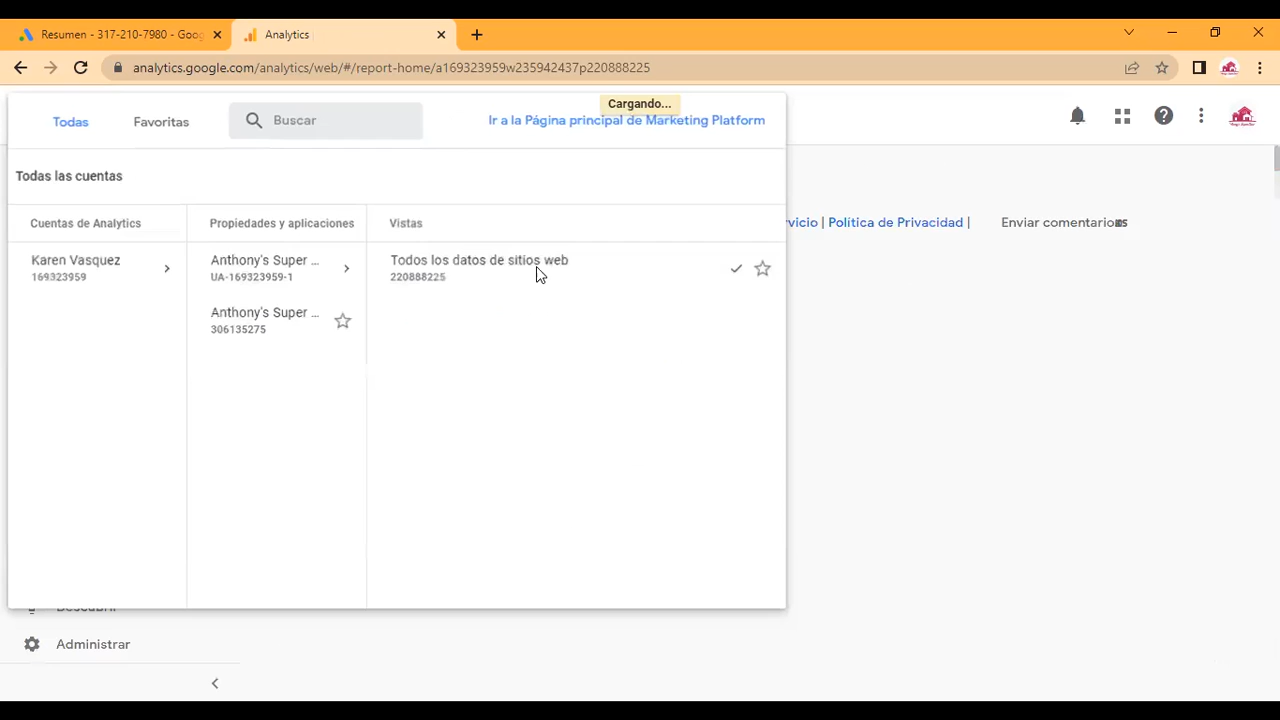 Resumen - 317-210-7980 - Goo
Analytics
analytics.google.com/analytics/web/#/report-home/a169323959w235942437p220888225
Cargando...
Todas
Favoritas
Buscar
Ir a la Página principal de Marketing Platform
Todas las cuentas
Cuentas de Analytics
Propiedades y aplicaciones
Vistas
rvicio | Política de Privacidad |
Enviar comentarios
Karen Vasquez
169323959
Anthony's Super ...
UA-169323959-1
Todos los datos de sitios web
220888225
Anthony's Super ...
306135275
Descubrir
Administrar